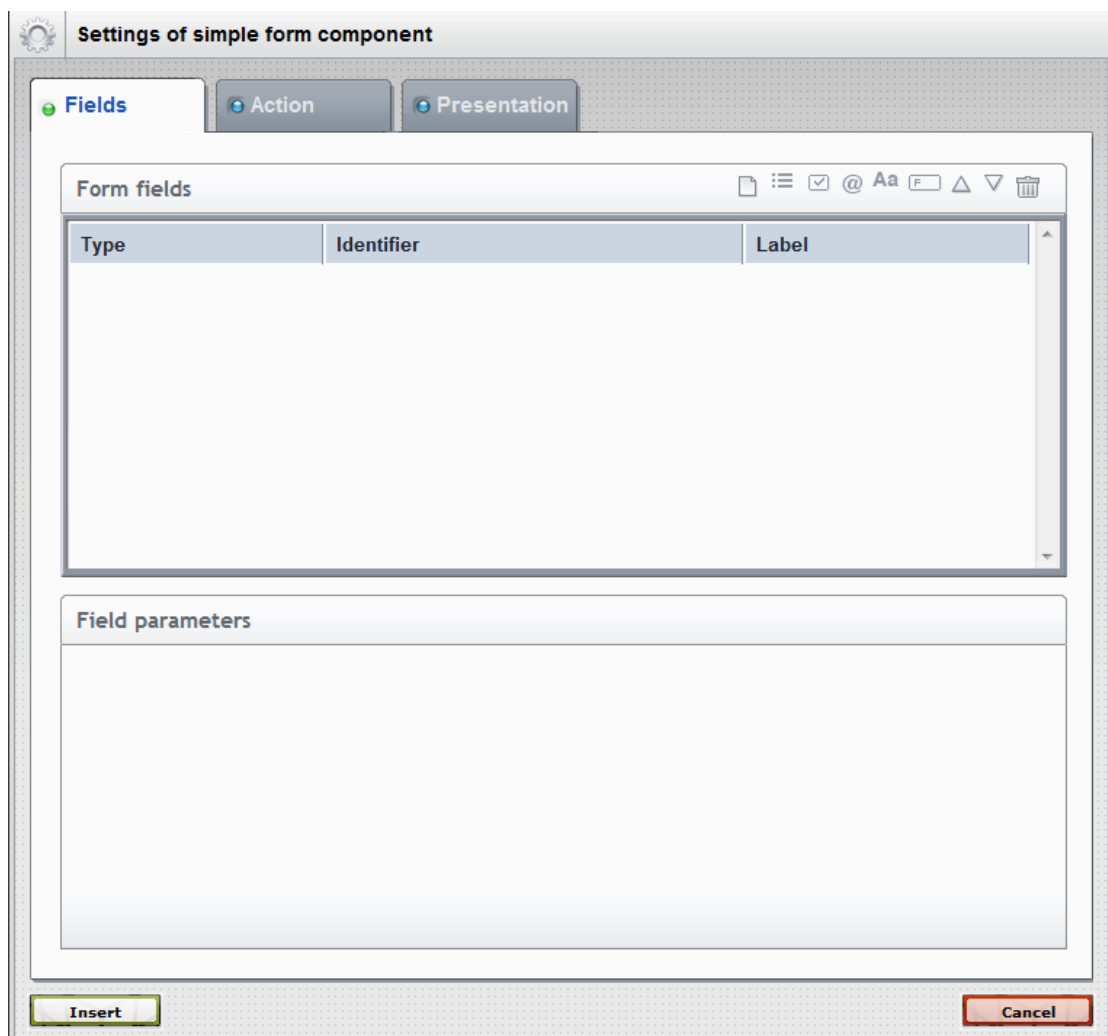 Settings of simple form component
Fields Action Presentation
Form fields @ Aa F
Type Identifier Label
Field parameters
Insert Cancel